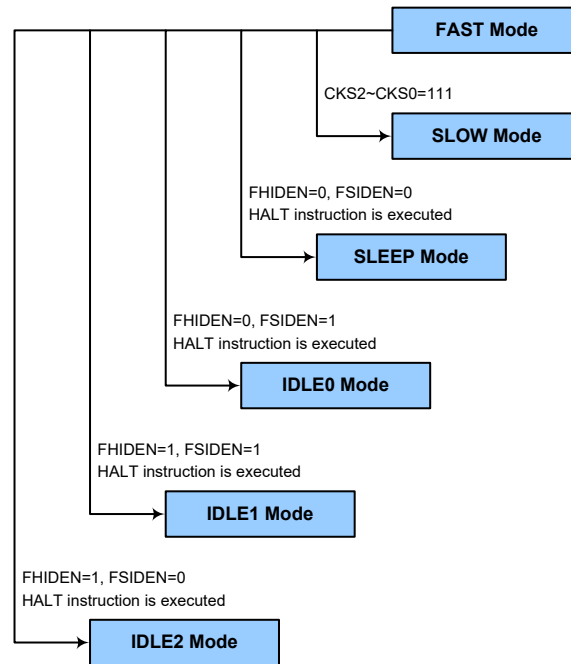 FAST Mode
CKS2~CKS0=111
SLOW Mode
FHIDEN=0, FSIDEN=0
HALT instruction is executed
SLEEP Mode
FHIDEN=0, FSIDEN=1
HALT instruction is executed
IDLE0 Mode
FHIDEN=1, FSIDEN=1
HALT instruction is executed
IDLE1 Mode
FHIDEN=1, FSIDEN=0
HALT instruction is executed
IDLE2 Mode